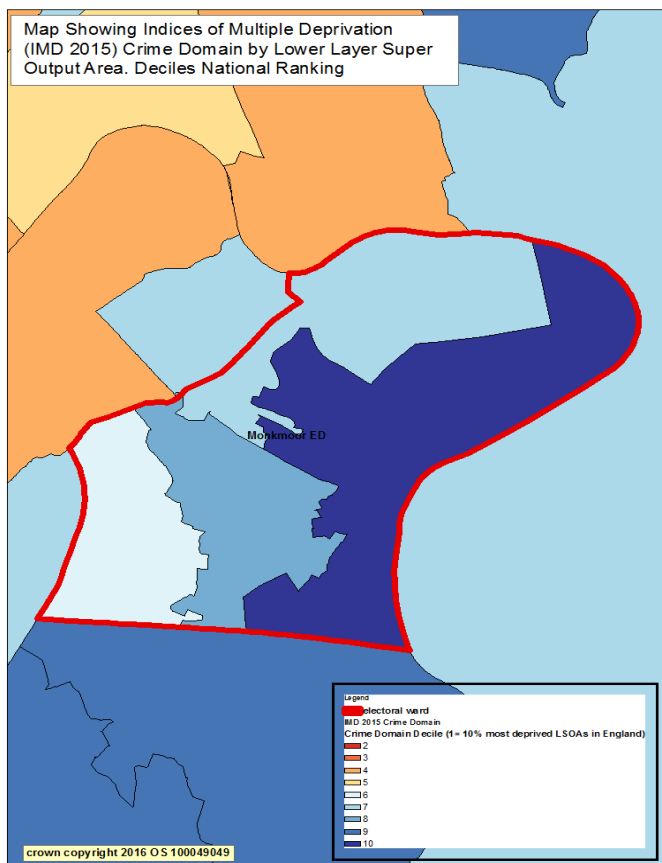 Map Showing Indices of Multiple Deprivation
(IMD 2015) Crime Domain by Lower Layer Super
Output Area. Deciles National Ranking
Monkmoor ED
Legend
electoral ward
IMD 2015 Crime Domain
Crime Domain Decile (1= 10% most deprived LSOAs in England)
2
3
4
5
6
7
8
9
10
crown copyright 2016 OS 100049049